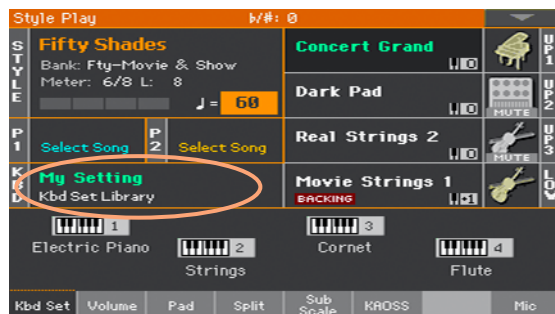 Style Play ♭/#: 0
STYLE
Fifty Shades
Bank: Fty-Movie & Show
Meter: 6/8 L: 8
♩= 60
Concert Grand
UP1
Dark Pad
MUTE
UP2
P1
Select Song
P2
Select Song
Real Strings 2
MUTE
UP3
KBD
My Setting
Kbd Set Library
Movie Strings 1
BACKING
LOW
1
Electric Piano
2
Strings
3
Cornet
4
Flute
Kbd Set Volume Pad Split Sub Scale KAOSS Mic